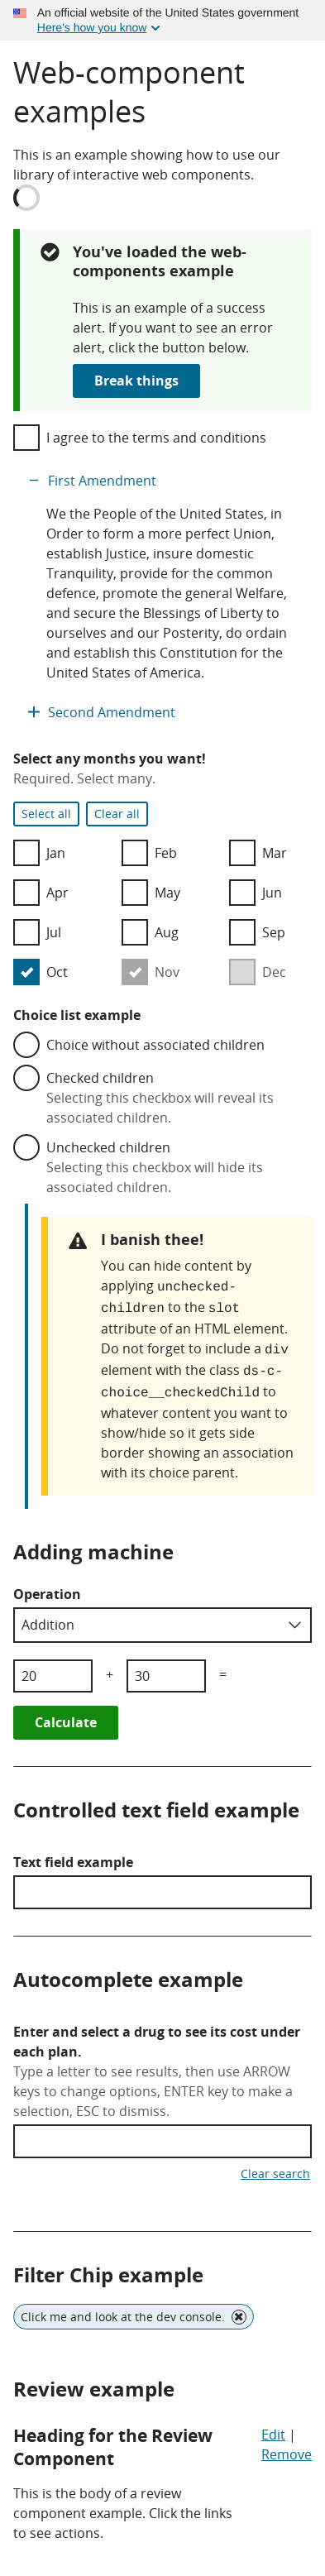 An official website of the United States government
Here's how you know
Web-component
examples
This is an example showing how to use our
library of interactive web components.
You've loaded the web-
components example
This is an example of a success
alert. If you want to see an error
alert, click the button below.
Break things
I agree to the terms and conditions
First Amendment
We the People of the United States, in
Order to form a more perfect Union,
establish Justice, insure domestic
Tranquility, provide for the common
defence, promote the general Welfare,
and secure the Blessings of Liberty to
ourselves and our Posterity, do ordain
and establish this Constitution for the
United States of America.
Second Amendment
Select any months you want!
Required. Select many.
Select all Clear all
Jan Feb Mar
Apr May Jun
Jul Aug Sep
Oct Nov Dec
Choice list example
Choice without associated children
Checked children
Selecting this checkbox will reveal its
associated children.
Unchecked children
Selecting this checkbox will hide its
associated children.
I banish thee!
You can hide content by
applying unchecked-
children to the slot
attribute of an HTML element.
Do not forget to include a div
element with the class ds-c-
choice__checkedChild to
whatever content you want to
show/hide so it gets side
border showing an association
with its choice parent.
Adding machine
Operation
Addition
20 + 30 =
Calculate
Controlled text field example
Text field example
Autocomplete example
Enter and select a drug to see its cost under
each plan.
Type a letter to see results, then use ARROW
keys to change options, ENTER key to make a
selection, ESC to dismiss.
Clear search
Filter Chip example
Click me and look at the dev console.
Review example
Heading for the Review
Component
Edit |
Remove
This is the body of a review
component example. Click the links
to see actions.